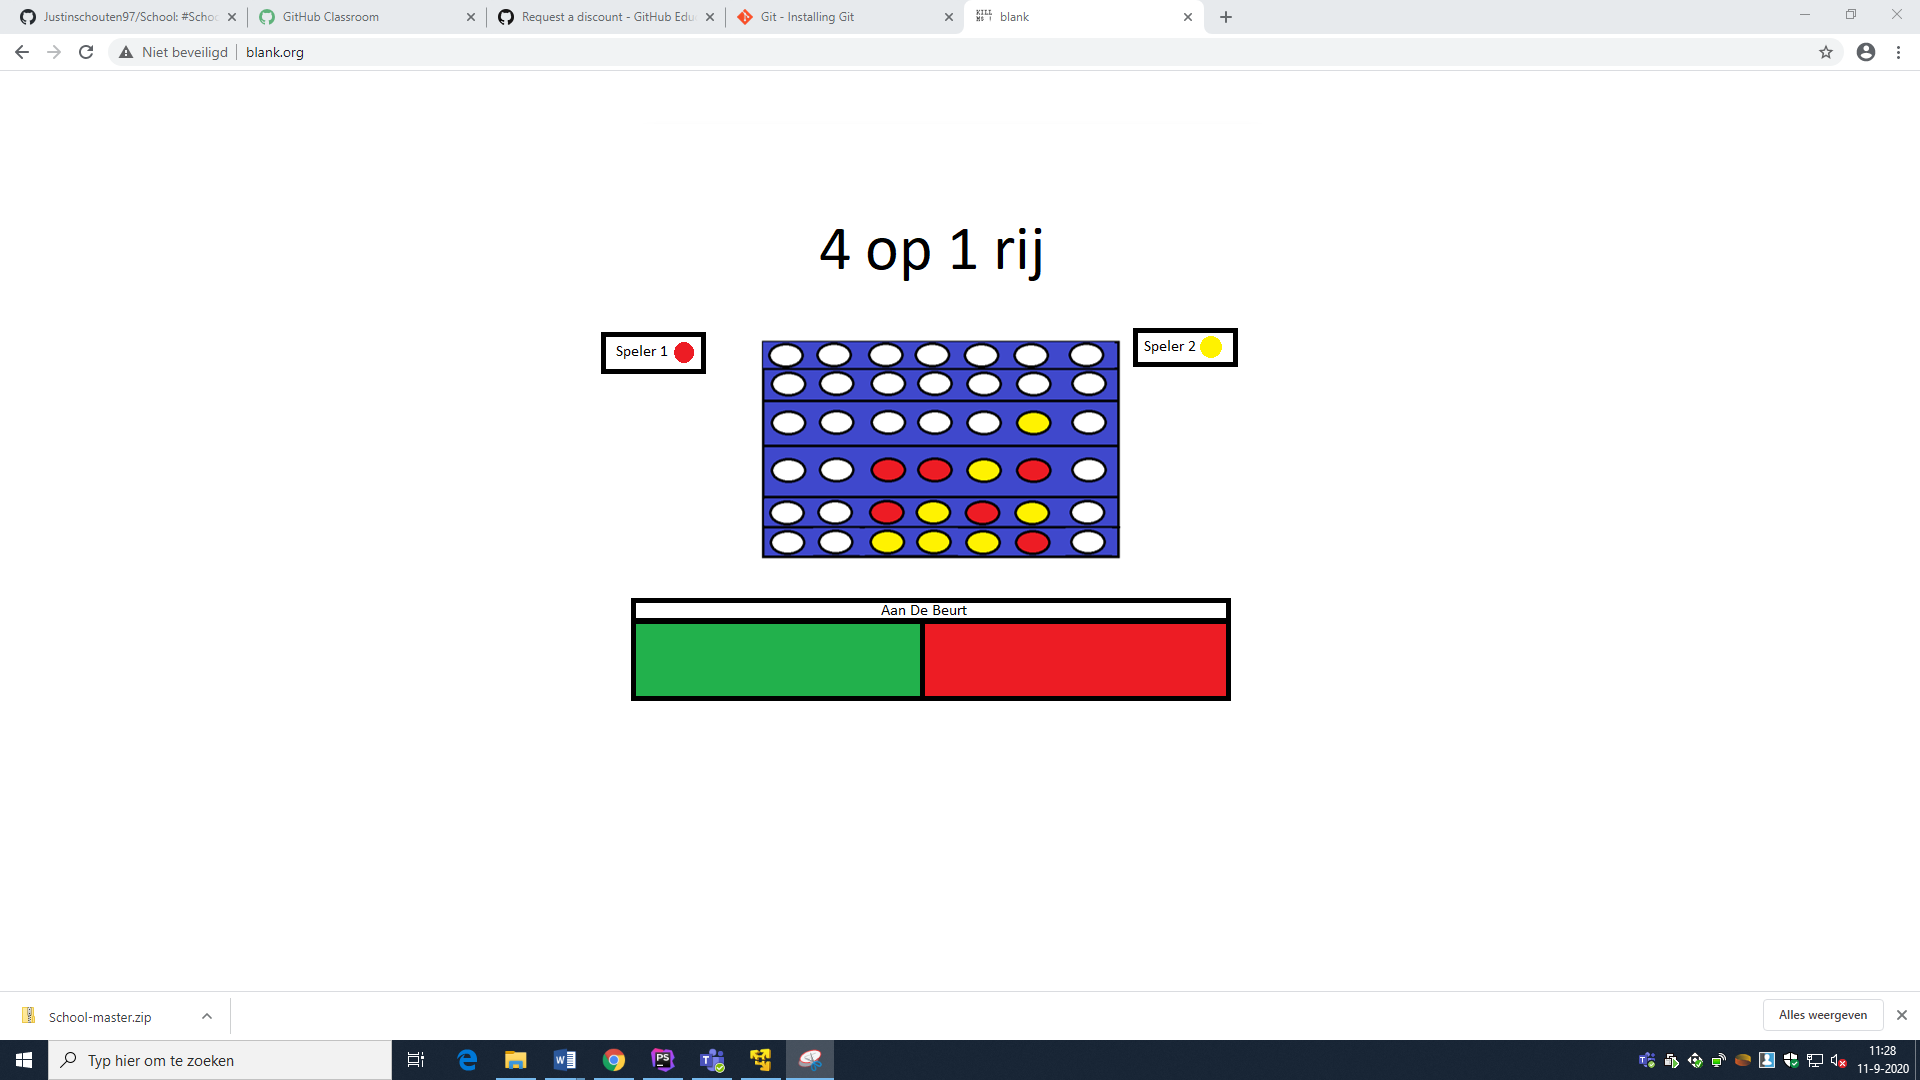 Justinschouten97/School: #Schoo
GitHub Classroom
Request a discount - GitHub Edu
Git - Installing Git
KILL
blank
Niet beveiligd
blank.org
4 op 1 rij
Speler 1
Speler 2
Aan De Beurt
School-master.zip
Alles weergeven
Typ hier om te zoeken
PS
11:28
11-9-2020